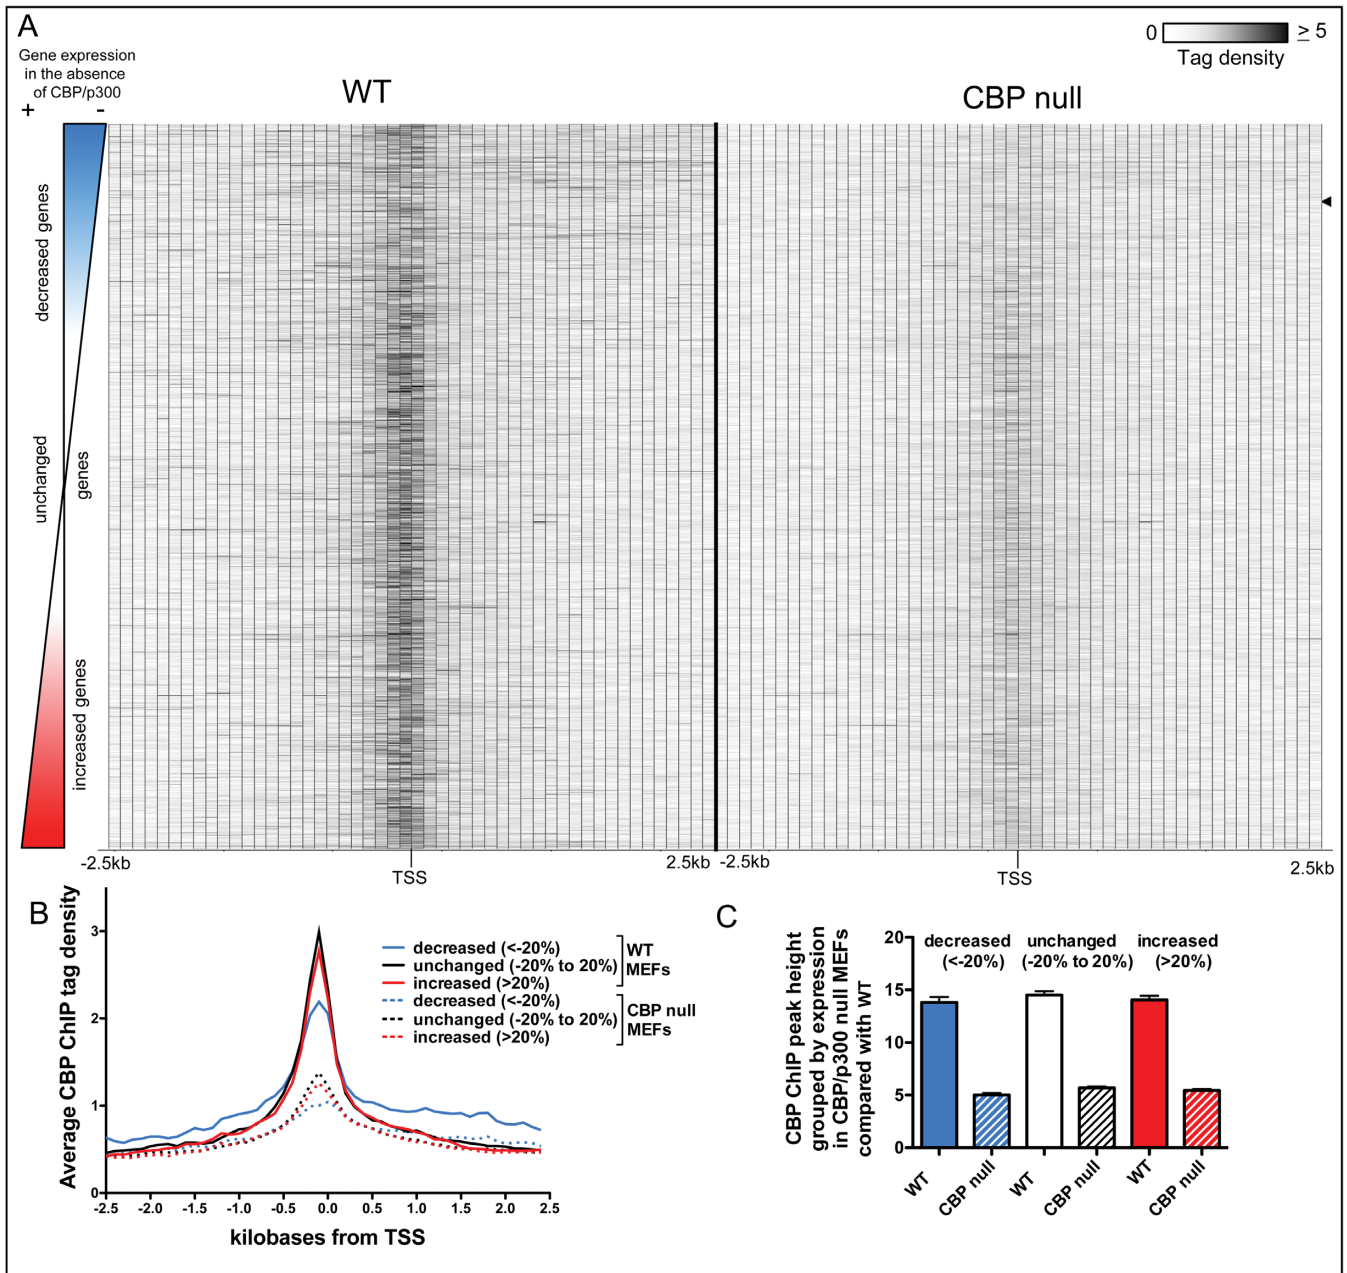 A
0 ≥ 5
Tag density
Gene expression
in the absence
of CBP/p300
+ -
WT
CBP null
decreased genes
unchanged
genes
increased genes
-2.5kb
TSS
2.5kb
-2.5kb
TSS
2.5kb
B
Average CBP ChIP tag density
3
2
1
0
-2.5 -2.0 -1.5 -1.0 -0.5 0.0 0.5 1.0 1.5 2.0 2.5
kilobases from TSS
decreased (<-20%)
unchanged (-20% to 20%)
increased (>20%)
WT
MEFs
decreased (<-20%)
unchanged (-20% to 20%)
increased (>20%)
CBP null
MEFs
C
CBP ChIP peak height
grouped by expression
in CBP/p300 null MEFs
compared with WT
20
15
10
5
0
decreased
(<-20%)
unchanged
(-20% to 20%)
increased
(>20%)
WT
CBP null
WT
CBP null
WT
CBP null